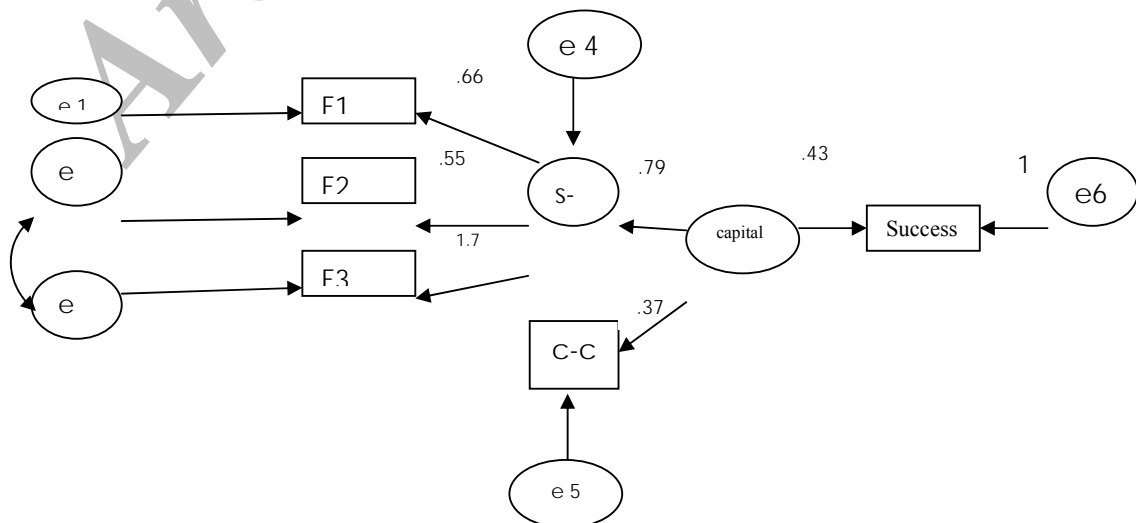 e 4
.66
e 1
F1
e
.55
F2
S-
.79
.43
1
e6
capital
Success
1.7
F3
e
.37
C-C
e 5